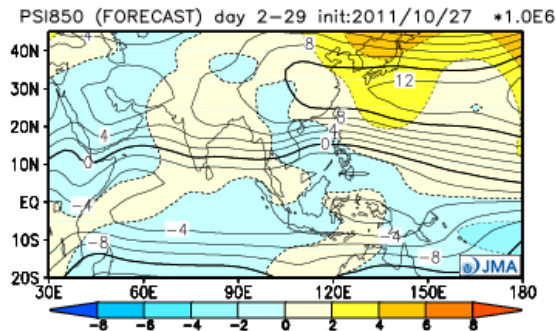 PSI850 (FORECAST) day 2-29 init:2011/10/27 *1.0E6
40N
30N
20N
10N
EQ
10S
20S
4
8
12
8
4
4
0
0
-4
-4
-4
-8
-8
JMA
30E 60E 90E 120E 150E 180
-8 -6 -4 -2 0 2 4 6 8